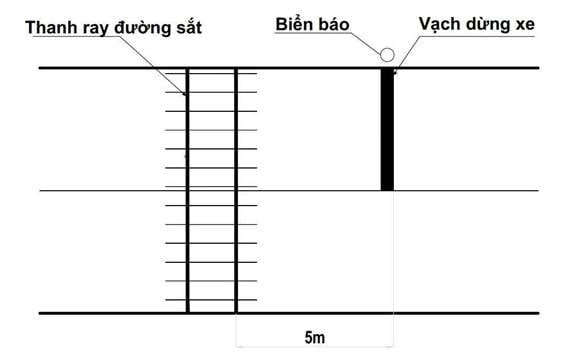 Thanh ray đường sắt
Biển báo
Vạch dừng xe
5m